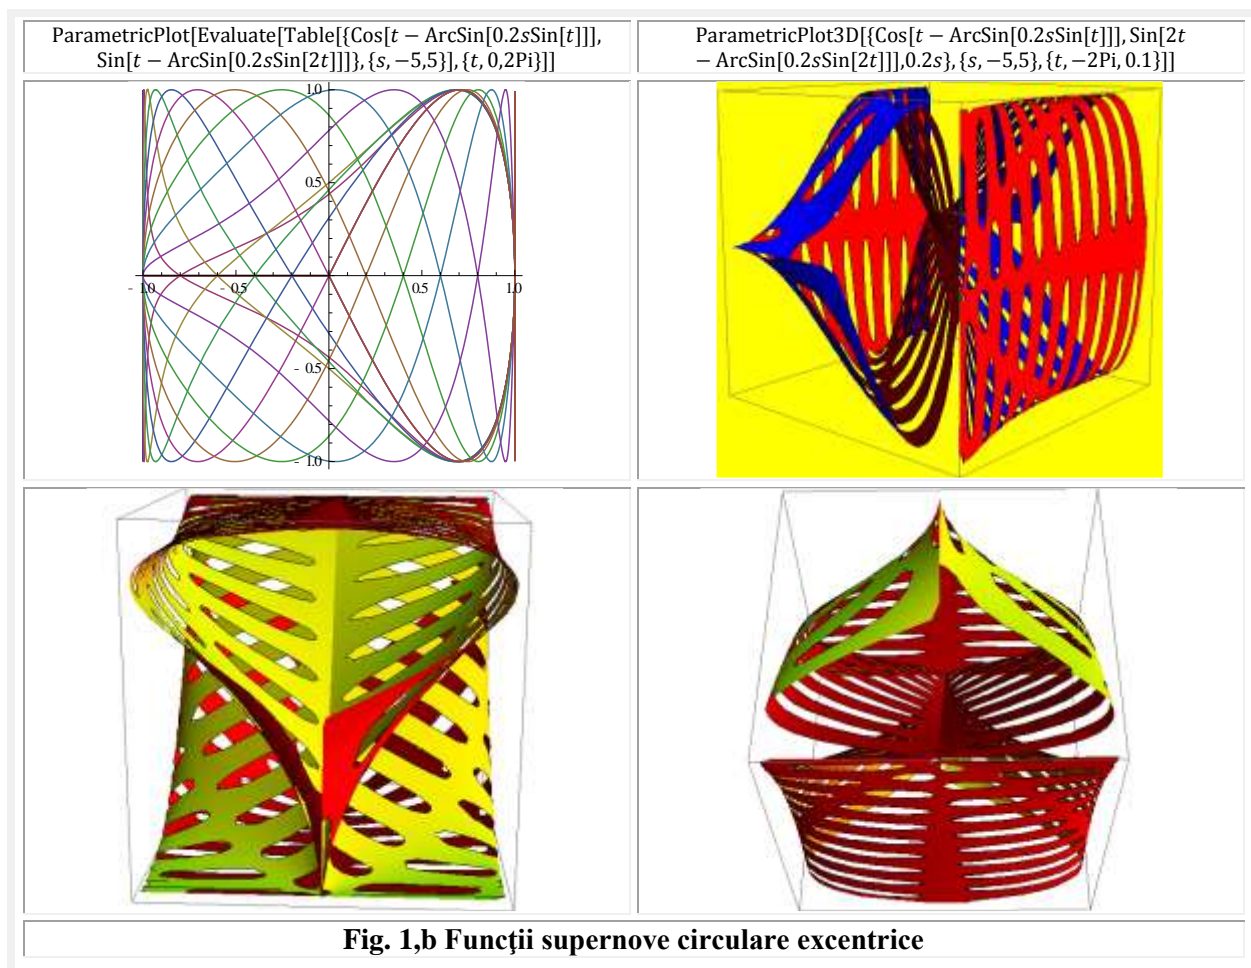 ParametricPlot[Evaluate[Table[{Cos[t − ArcSin[0.2sSin[t]]],
Sin[t − ArcSin[0.2sSin[2t]]]}, {s, −5,5}], {t, 0,2Pi}]]
ParametricPlot3D[{Cos[t − ArcSin[0.2sSin[t]]], Sin[2t
− ArcSin[0.2sSin[2t]]],0.2s}, {s, −5,5}, {t, −2Pi, 0.1}]]
1.0
0.5
- 1.0
- 0.5
0.5
1.0
- 0.5
- 1.0
Fig. 1,b Funcţii supernove circulare excentrice